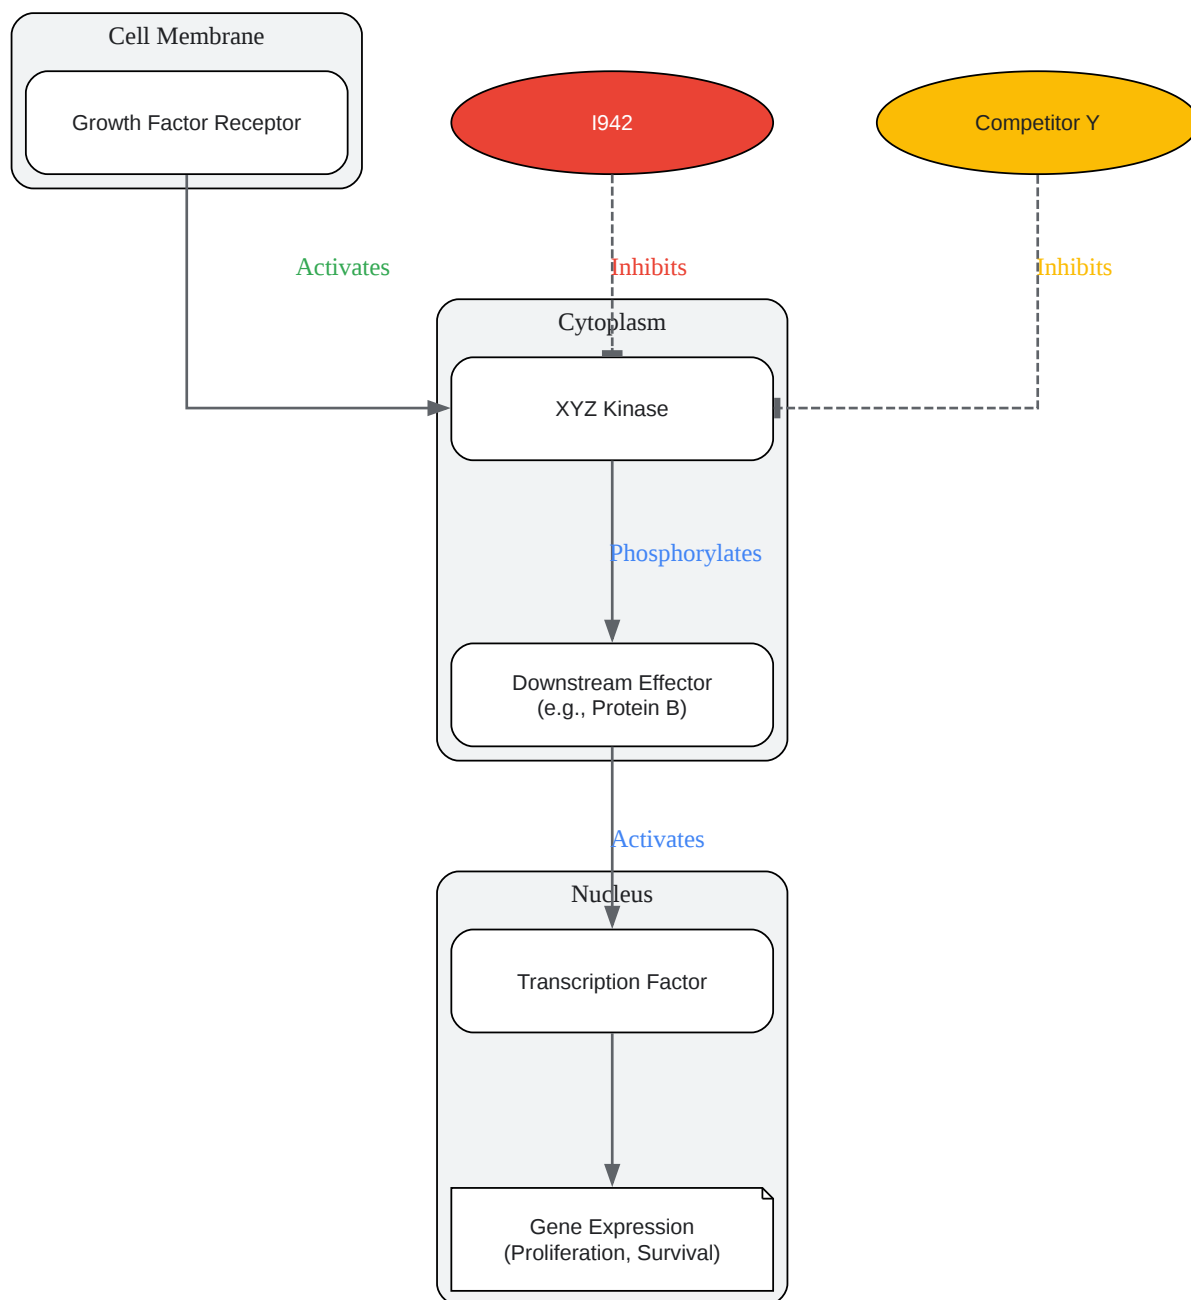 Cell Membrane
Growth Factor Receptor
I942
Competitor Y
Activates
Inhibits
Inhibits
Cytoplasm
XYZ Kinase
Phosphorylates
Downstream Effector
(e.g., Protein B)
Activates
Nucleus
Transcription Factor
Gene Expression
(Proliferation, Survival)